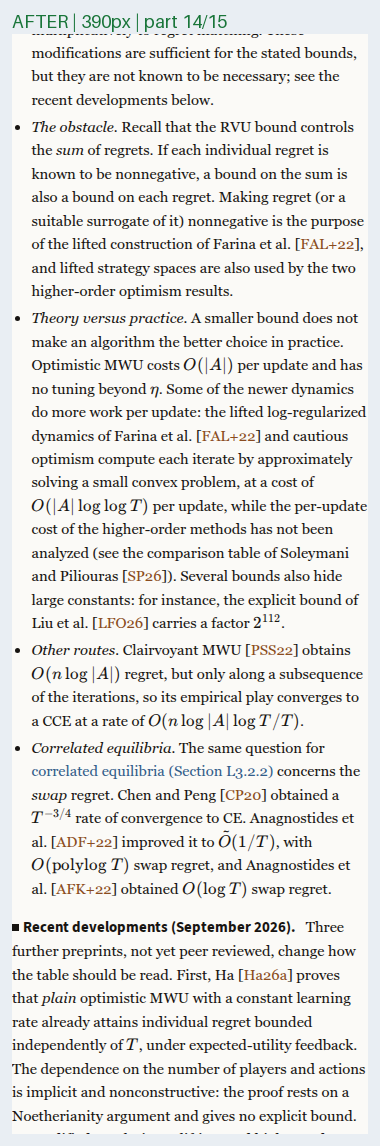 AFTER | 390px | part 14/15
modifications are sufficient for the stated bounds,
but they are not known to be necessary; see the
recent developments below.
• The obstacle. Recall that the RVU bound controls
the sum of regrets. If each individual regret is
known to be nonnegative, a bound on the sum is
also a bound on each regret. Making regret (or a
suitable surrogate of it) nonnegative is the purpose
of the lifted construction of Farina et al. [FAL+22],
and lifted strategy spaces are also used by the two
higher-order optimism results.
• Theory versus practice. A smaller bound does not
make an algorithm the better choice in practice.
Optimistic MWU costs O(|A|) per update and has
no tuning beyond η. Some of the newer dynamics
do more work per update: the lifted log-regularized
dynamics of Farina et al. [FAL+22] and cautious
optimism compute each iterate by approximately
solving a small convex problem, at a cost of
O(|A| log log T) per update, while the per-update
cost of the higher-order methods has not been
analyzed (see the comparison table of Soleymani
and Piliouras [SP26]). Several bounds also hide
large constants: for instance, the explicit bound of
Liu et al. [LFO26] carries a factor 2¹¹².
• Other routes. Clairvoyant MWU [PSS22] obtains
O(n log |A|) regret, but only along a subsequence
of the iterations, so its empirical play converges to
a CCE at a rate of O(n log |A| log T/T).
• Correlated equilibria. The same question for
correlated equilibria (Section L3.2.2) concerns the
swap regret. Chen and Peng [CP20] obtained a
T⁻³/⁴ rate of convergence to CE. Anagnostides et
al. [ADF+22] improved it to Õ(1/T), with
O(polylog T) swap regret, and Anagnostides et
al. [AFK+22] obtained O(log T) swap regret.
■ Recent developments (September 2026). Three
further preprints, not yet peer reviewed, change how
the table should be read. First, Ha [Ha26a] proves
that plain optimistic MWU with a constant learning
rate already attains individual regret bounded
independently of T, under expected-utility feedback.
The dependence on the number of players and actions
is implicit and nonconstructive: the proof rests on a
Noetherianity argument and gives no explicit bound.